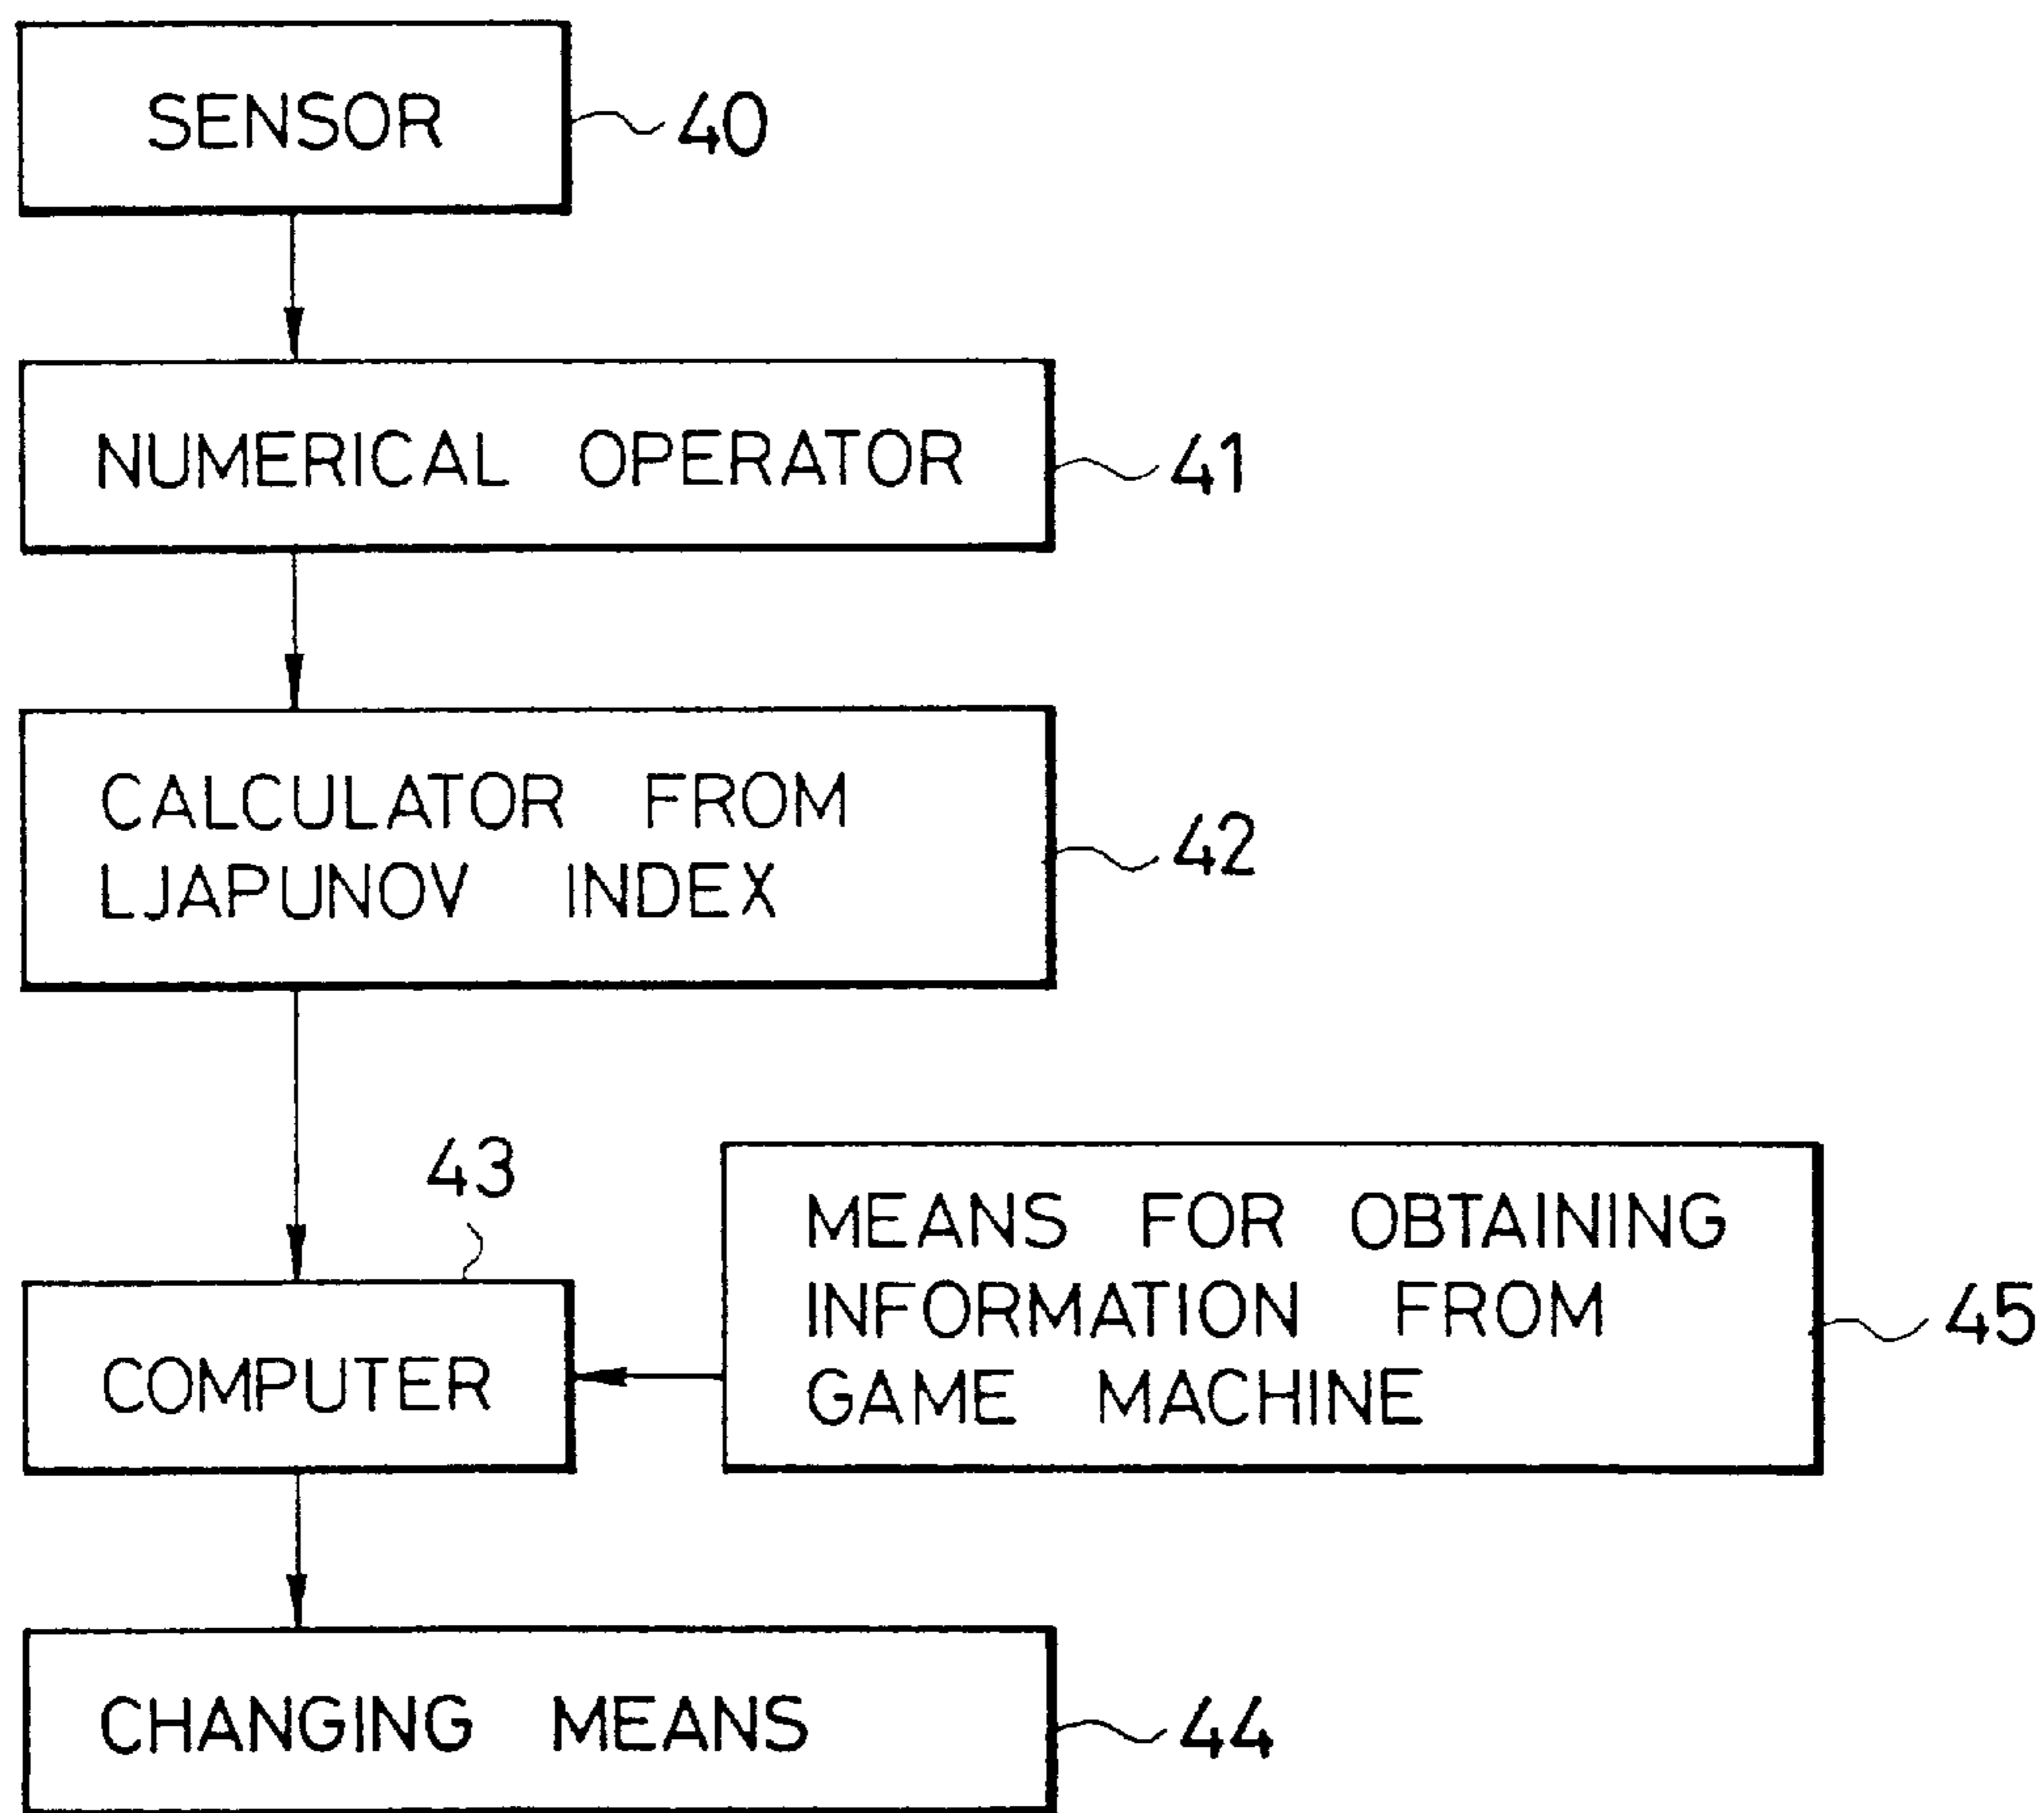 SENSOR
40
NUMERICAL OPERATOR
41
CALCULATOR FROM
LJAPUNOV INDEX
42
43
COMPUTER
MEANS FOR OBTAINING
INFORMATION FROM
GAME MACHINE
45
CHANGING MEANS
44